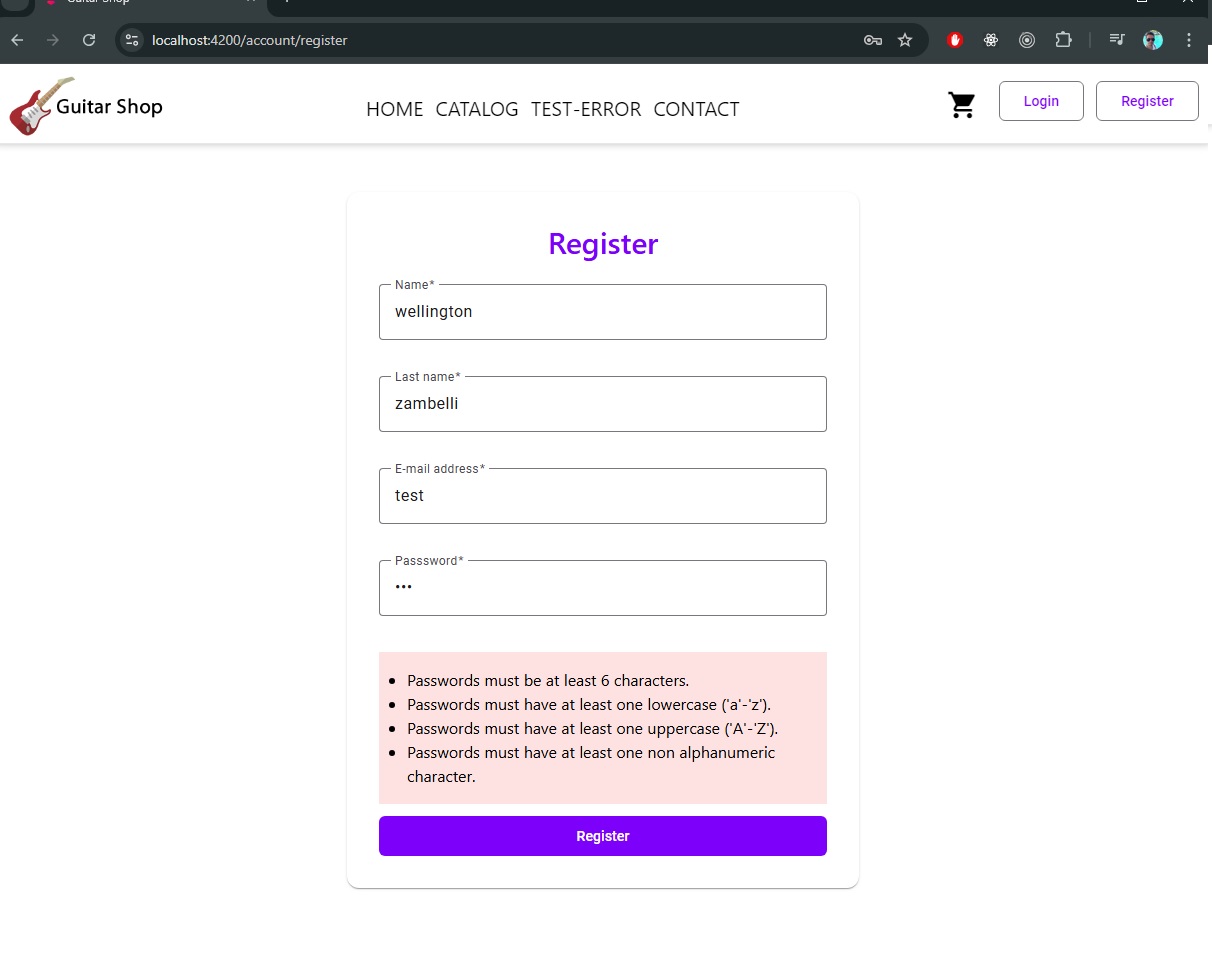 localhost:4200/account/register
Guitar Shop
HOME CATALOG TEST-ERROR CONTACT
Login
Register
Register
Name*
wellington
Last name*
zambelli
E-mail address*
test
Passsword*
•••
• Passwords must be at least 6 characters.
• Passwords must have at least one lowercase ('a'-'z').
• Passwords must have at least one uppercase ('A'-'Z').
• Passwords must have at least one non alphanumeric
character.
Register